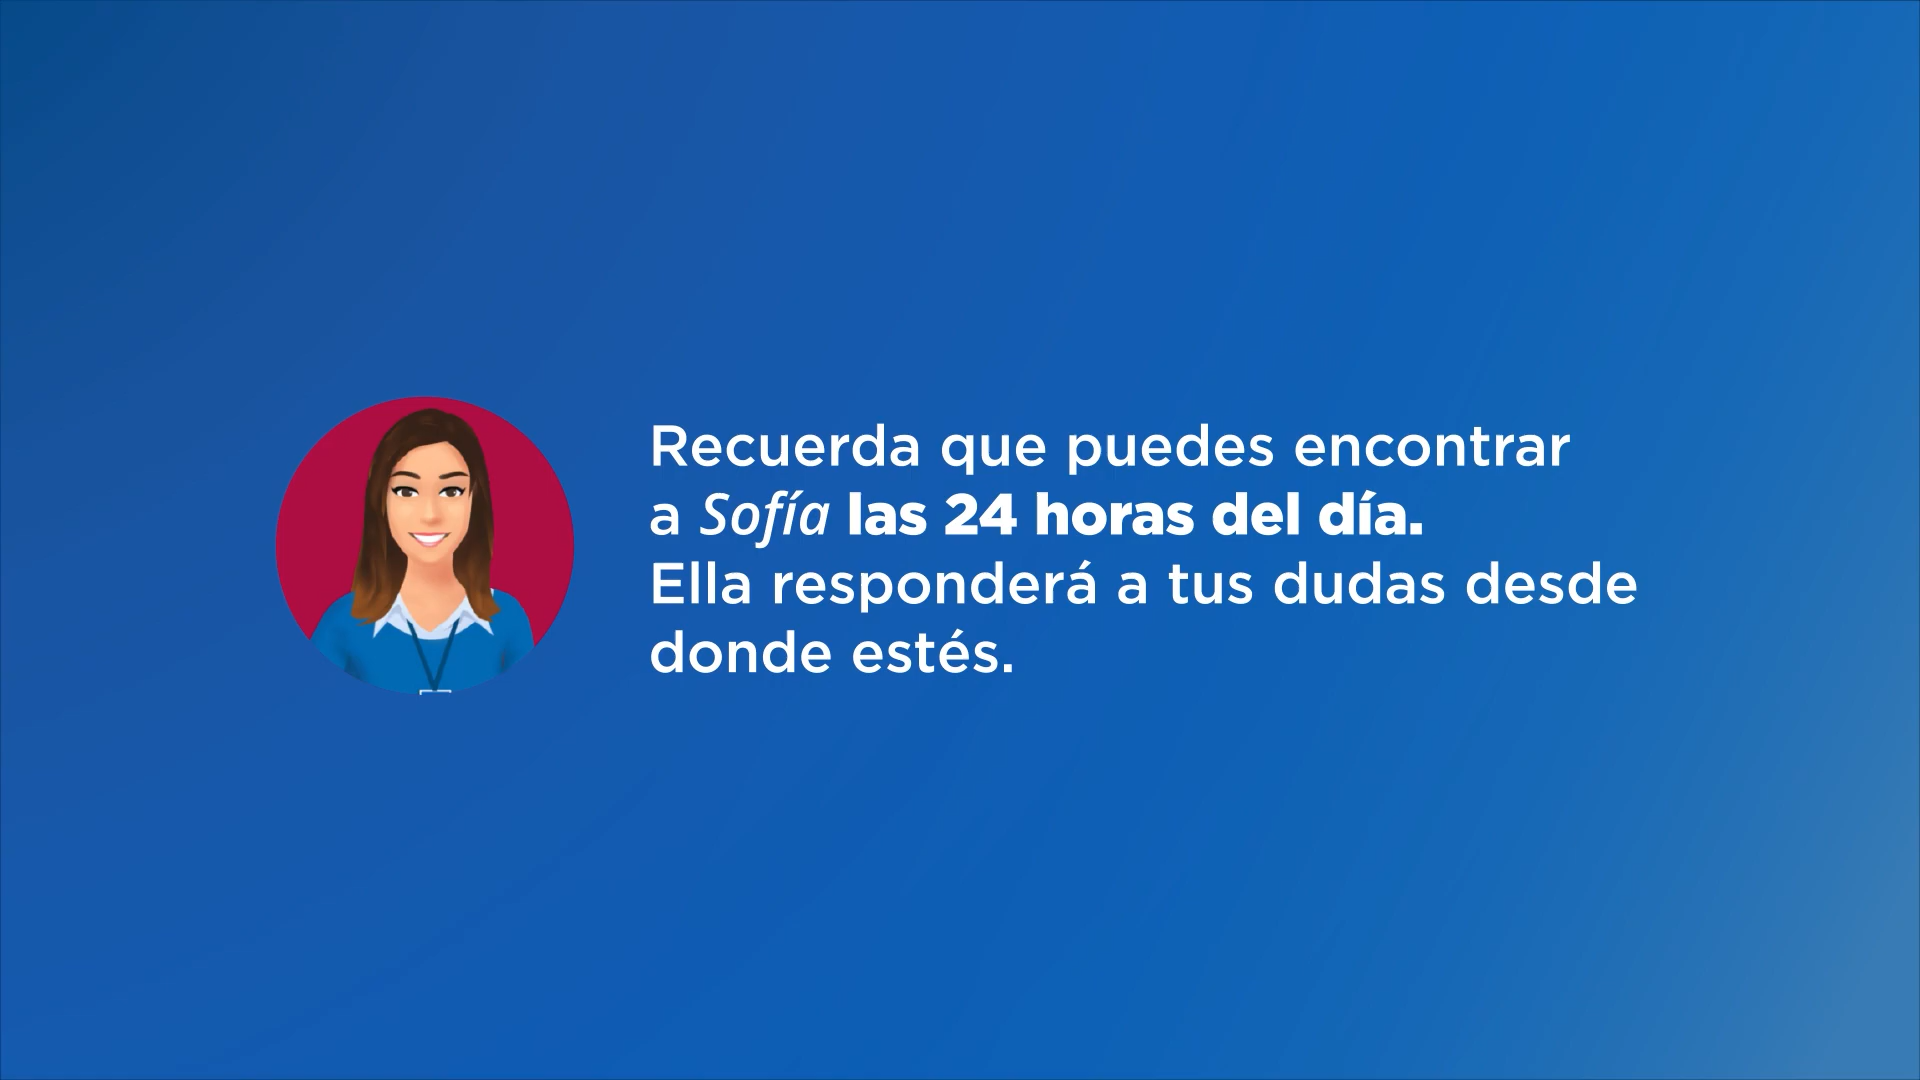 Recuerda que puedes encontrar
a Sofía las 24 horas del día.
Ella responderá a tus dudas desde
donde estés.